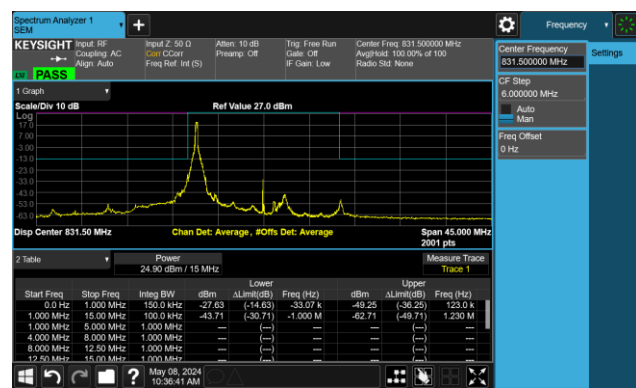 Spectrum Analyzer 1
SEM
Frequency
KEYSIGHT
Input: RF
Coupling: AC
Align: Auto
Input Z: 50 Ω
Corr CCorr
Freq Ref: Int (S)
Atten: 10 dB
Preamp: Off
Trig: Free Run
Gate: Off
IF Gain: Low
Center Freq: 831.500000 MHz
Avg|Hold: 100.00% of 100
Radio Std: None
PASS
Center Frequency
831.500000 MHz
Settings
CF Step
6.000000 MHz
Auto
Man
Freq Offset
0 Hz
1 Graph
Scale/Div 10 dB
Ref Value 27.0 dBm
Log
17.0
7.00
-3.00
-13.0
-23.0
-33.0
-43.0
-53.0
-63.0
Disp Center 831.50 MHz
Chan Det: Average , #Offs Det: Average
Span 45.000 MHz
2001 pts
2 Table
Power
24.90 dBm / 15 MHz
Measure Trace
Trace 1
Lower Upper
Start Freq Stop Freq Integ BW dBm ΔLimit(dB) Freq (Hz) dBm ΔLimit(dB) Freq (Hz)
0.0 Hz 1.000 MHz 150.0 kHz -27.63 (-14.63) -33.07 k -49.25 (-36.25) 123.0 k
1.000 MHz 15.00 MHz 100.0 kHz -43.71 (-30.71) -1.000 M -62.71 (-49.71) 1.230 M
1.000 MHz 5.000 MHz 1.000 MHz --- (---) --- --- (---) ---
4.000 MHz 8.000 MHz 1.000 MHz --- (---) --- --- (---) ---
8.000 MHz 12.50 MHz 1.000 MHz --- (---) --- --- (---) ---
12.50 MHz 15.00 MHz 1.000 MHz --- (---) --- --- (---) ---
?
May 08, 2024
10:36:41 AM